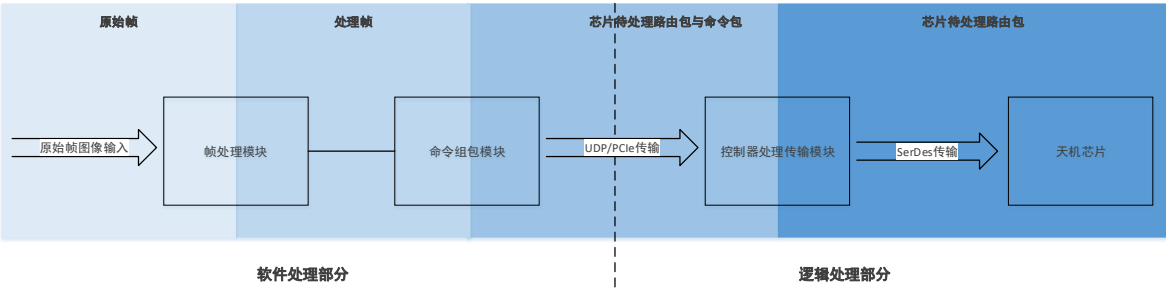 原始帧
处理帧
芯片待处理路由包与命令包
芯片待处理路由包
原始帧图像输入
帧处理模块
命令组包模块
UDP/PCIe传输
控制器处理传输模块
SerDes传输
天机芯片
软件处理部分
逻辑处理部分